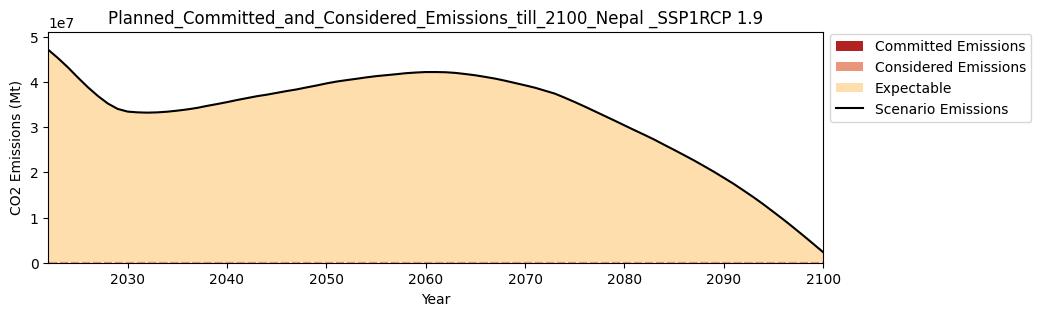 Planned_Committed_and_Considered_Emissions_till_2100_Nepal _SSP1RCP 1.9
1e7
5
4
3
2
1
0
CO2 Emissions (Mt)
2030 2040 2050 2060 2070 2080 2090 2100
Year
Committed Emissions
Considered Emissions
Expectable
Scenario Emissions